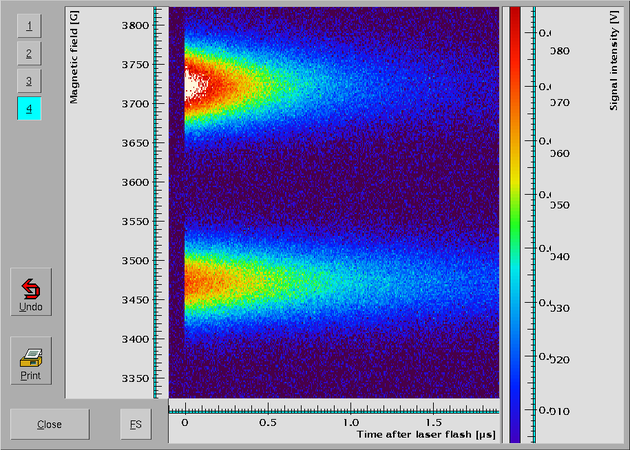 1
2
3
4
Undo
Print
Close
FS
Magnetic field [G]
3800
3750
3700
3650
3600
3550
3500
3450
3400
3350
0
0.5
1.0
1.5
Time after laser flash [µs]
Signal intensity [V]